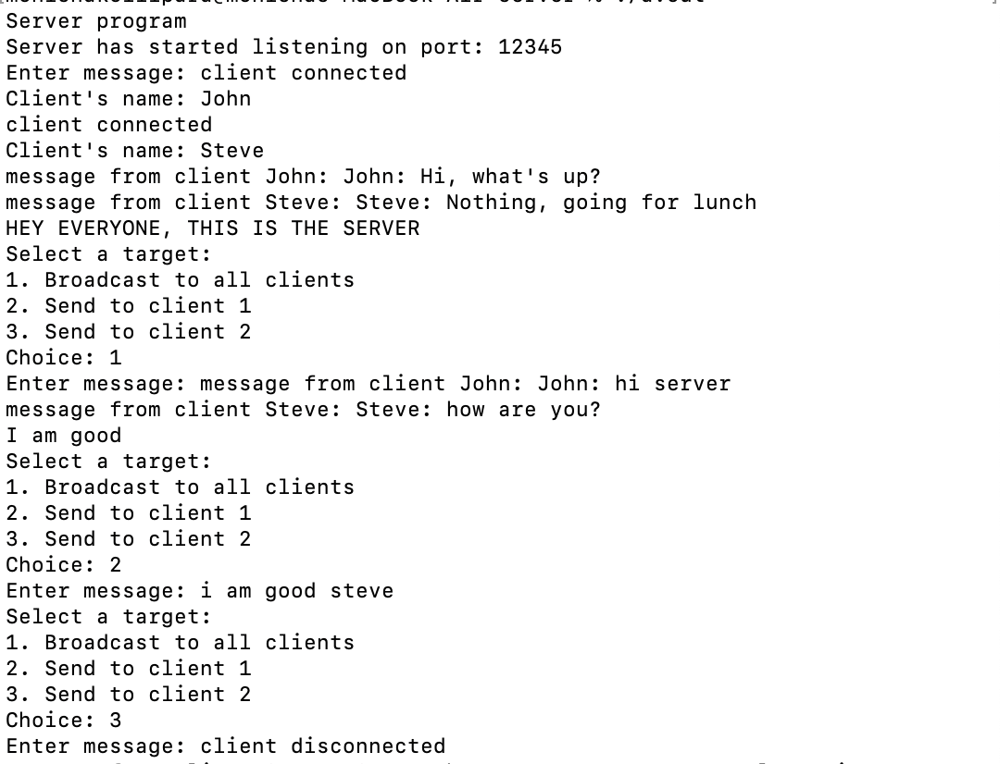 Server program
Server has started listening on port: 12345
Enter message: client connected
Client's name: John
client connected
Client's name: Steve
message from client John: John: Hi, what's up?
message from client Steve: Steve: Nothing, going for lunch
HEY EVERYONE, THIS IS THE SERVER
Select a target:
1. Broadcast to all clients
2. Send to client 1
3. Send to client 2
Choice: 1
Enter message: message from client John: John: hi server
message from client Steve: Steve: how are you?
I am good
Select a target:
1. Broadcast to all clients
2. Send to client 1
3. Send to client 2
Choice: 2
Enter message: i am good steve
Select a target:
1. Broadcast to all clients
2. Send to client 1
3. Send to client 2
Choice: 3
Enter message: client disconnected